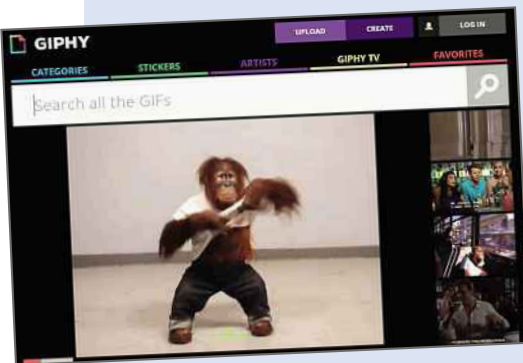 GIPHY
UPLOAD CREATE LOG IN
CATEGORIES STICKERS ARTISTS GIPHY TV FAVORITES
Search all the GIFs